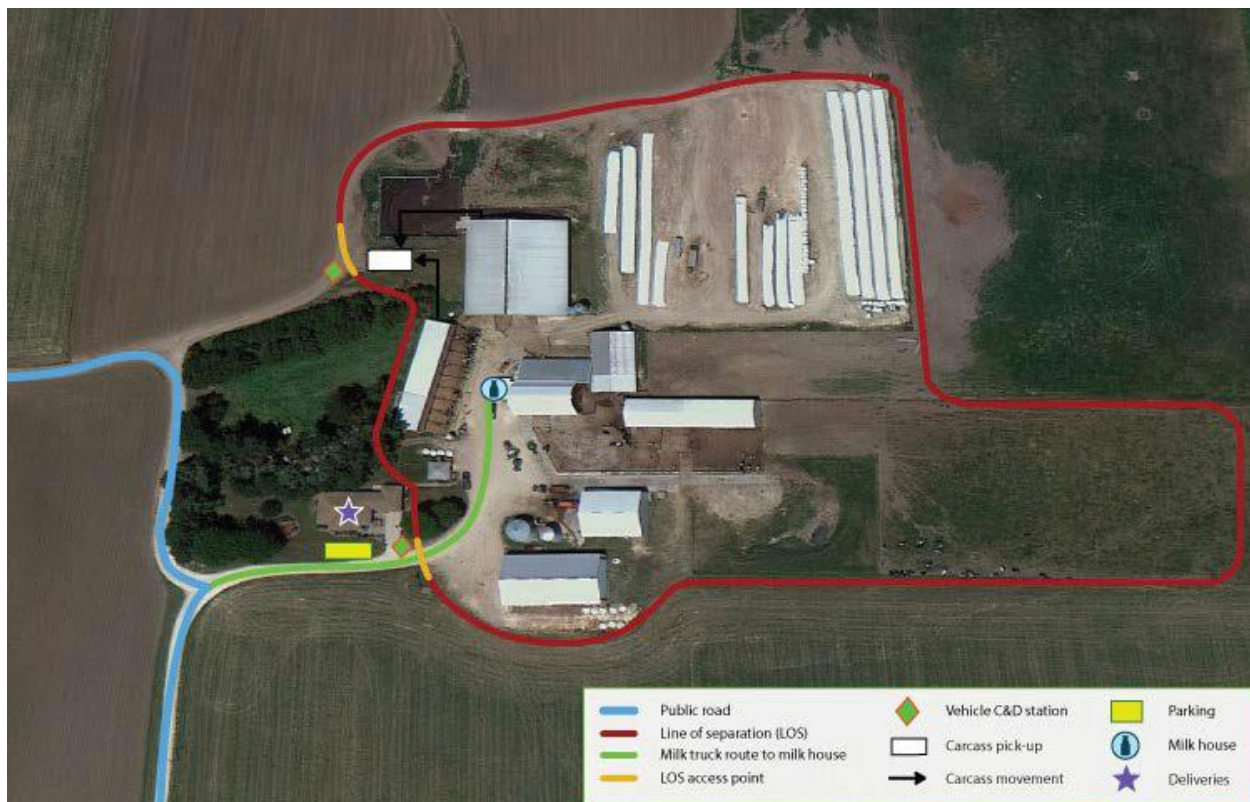 Public road
Line of separation (LOS)
Milk truck route to milk house
LOS access point
Vehicle C&D station
Carcass pick-up
Carcass movement
Parking
Milk house
Deliveries